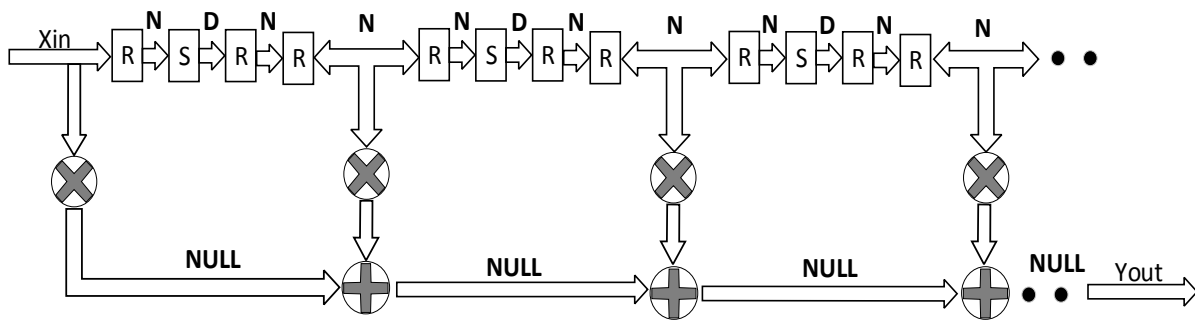 N D N N N D N N N D N N
Xin R S R R R S R R R S R R
NULL NULL NULL NULL
Yout